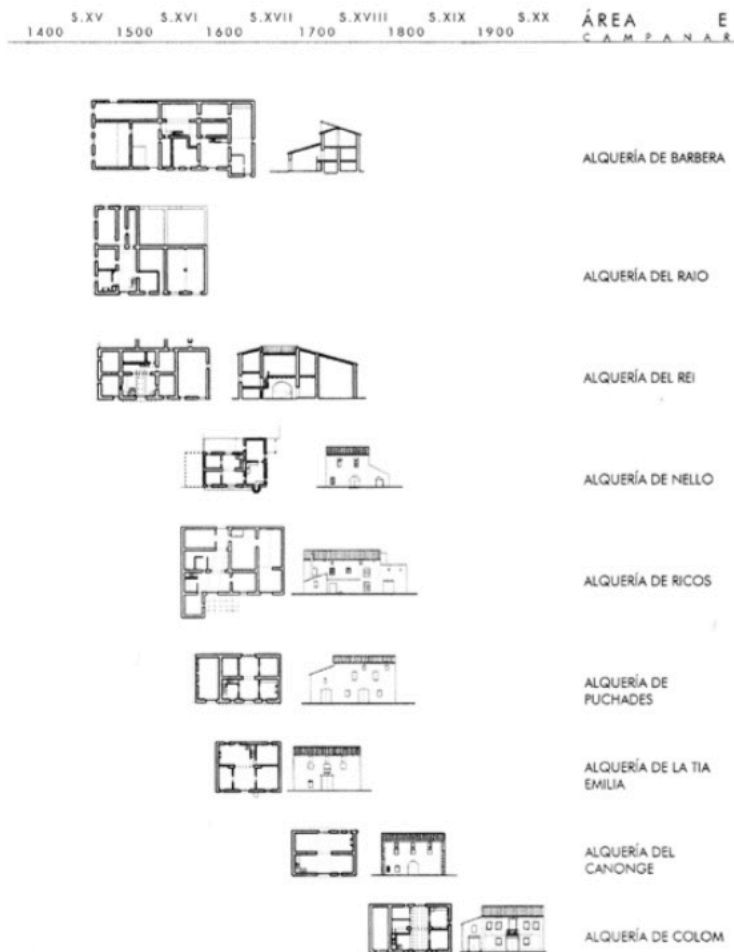 S.XV S.XVI S.XVII S.XVIII S.XIX S.XX ÁREA E
1400 1500 1600 1700 1800 1900 CAMPANAR
ALQUERÍA DE BARBERA
ALQUERÍA DEL RAIO
ALQUERÍA DEL REI
ALQUERÍA DE NELLO
ALQUERÍA DE RICOS
ALQUERÍA DE
PUCHADES
ALQUERÍA DE LA TIA
EMILIA
ALQUERÍA DEL
CANONGE
ALQUERÍA DE COLOM